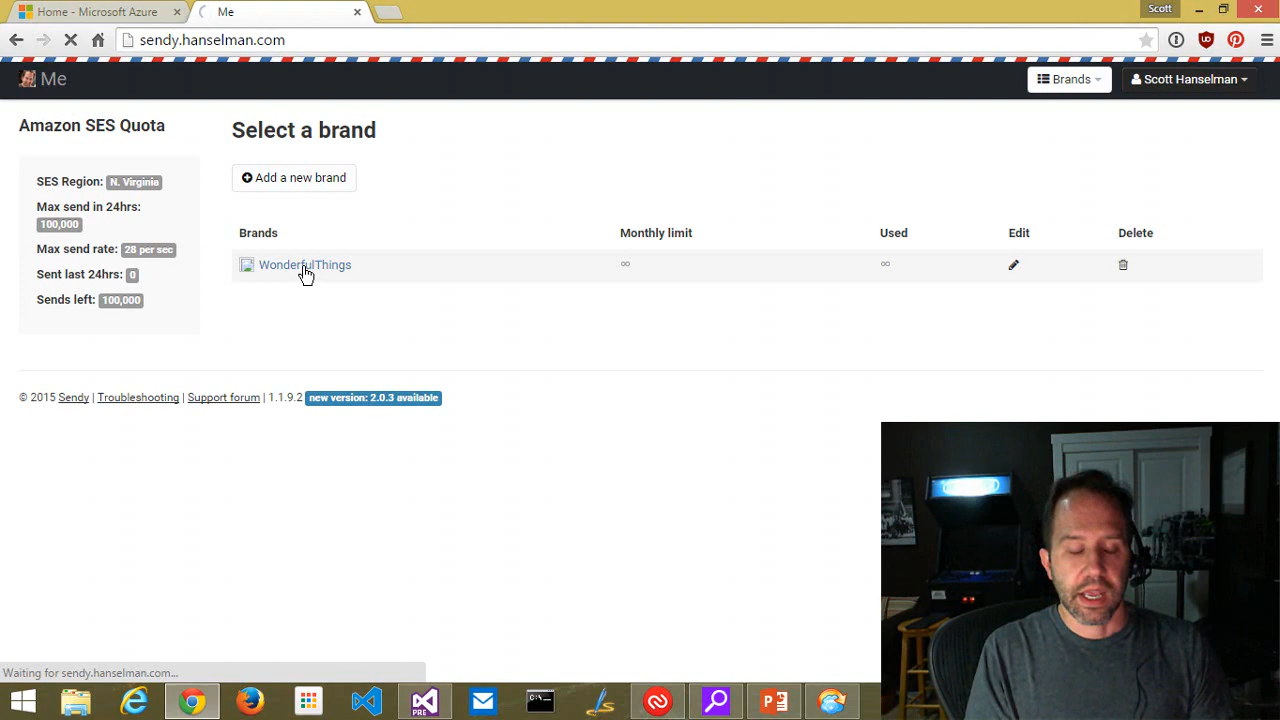 Home - Microsoft Azure
Me
Scott
sendy.hanselman.com
Me
Brands
Scott Hanselman
Amazon SES Quota
SES Region: N. Virginia
Max send in 24hrs:
100,000
Max send rate: 28 per sec
Sent last 24hrs: 0
Sends left: 100,000
Select a brand
Add a new brand
Brands Monthly limit Used Edit Delete
WonderfulThings ∞ ∞
© 2015 Sendy | Troubleshooting | Support forum | 1.1.9.2 new version: 2.0.3 available
Waiting for sendy.hanselman.com...